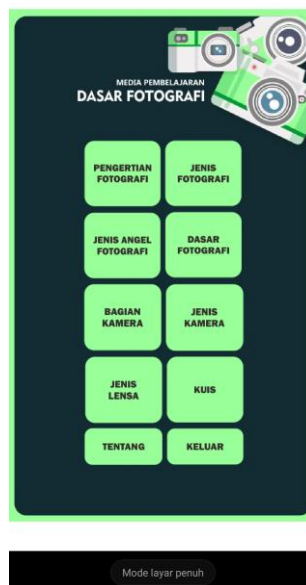 MEDIA PEMBELAJARAN
DASAR FOTOGRAFI
PENGERTIAN
FOTOGRAFI
JENIS
FOTOGRAFI
JENIS ANGEL
FOTOGRAFI
DASAR
FOTOGRAFI
BAGIAN
KAMERA
JENIS
KAMERA
JENIS
LENSA
KUIS
TENTANG
KELUAR
Mode layar penuh